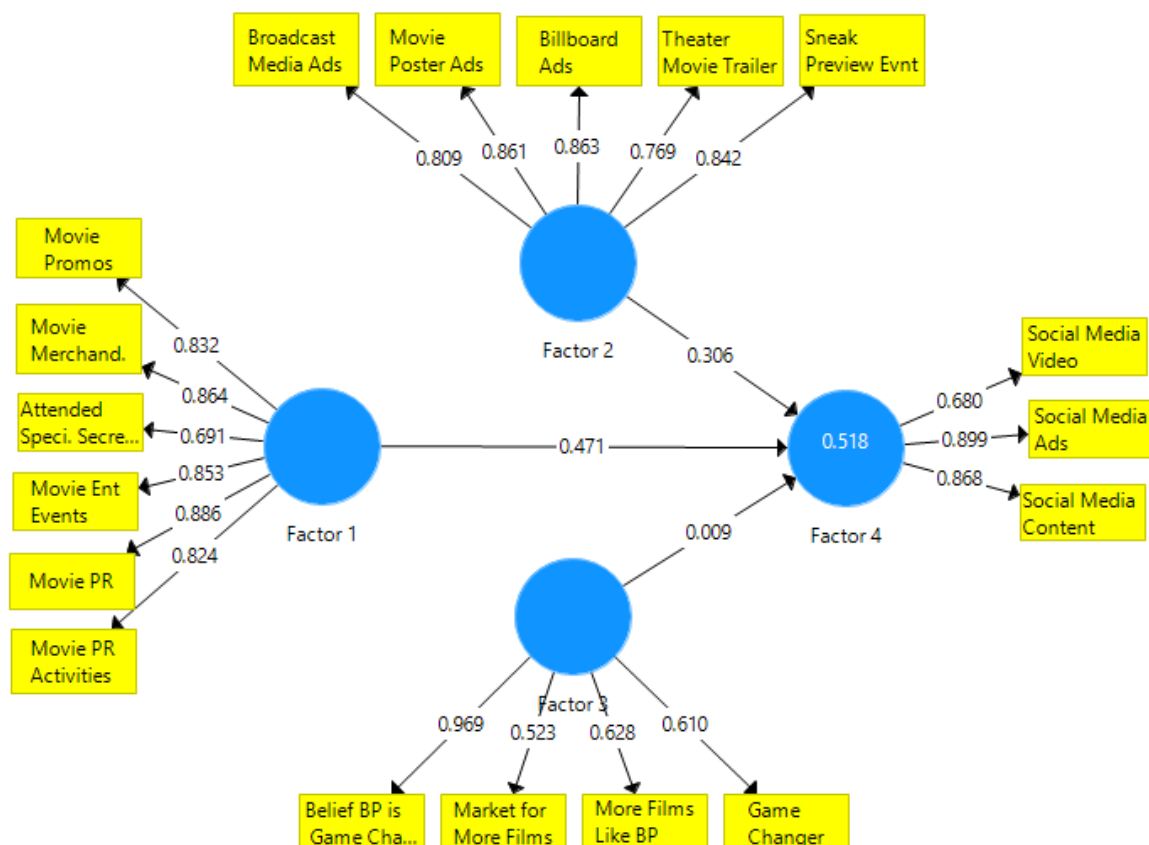 Broadcast
Media Ads
Movie
Poster Ads
Billboard
Ads
Theater
Movie Trailer
Sneak
Preview Evnt
0.809
0.861
0.863
0.769
0.842
Factor 2
Movie
Promos
Movie
Merchand.
Attended
Speci. Secre...
Movie Ent
Events
Movie PR
Movie PR
Activities
0.832
0.864
0.691
0.853
0.886
0.824
Factor 1
0.306
0.471
0.009
0.518
Factor 4
0.680
0.899
0.868
Social Media
Video
Social Media
Ads
Social Media
Content
Factor 3
0.969
0.523
0.628
0.610
Belief BP is
Game Cha...
Market for
More Films
More Films
Like BP
Game
Changer